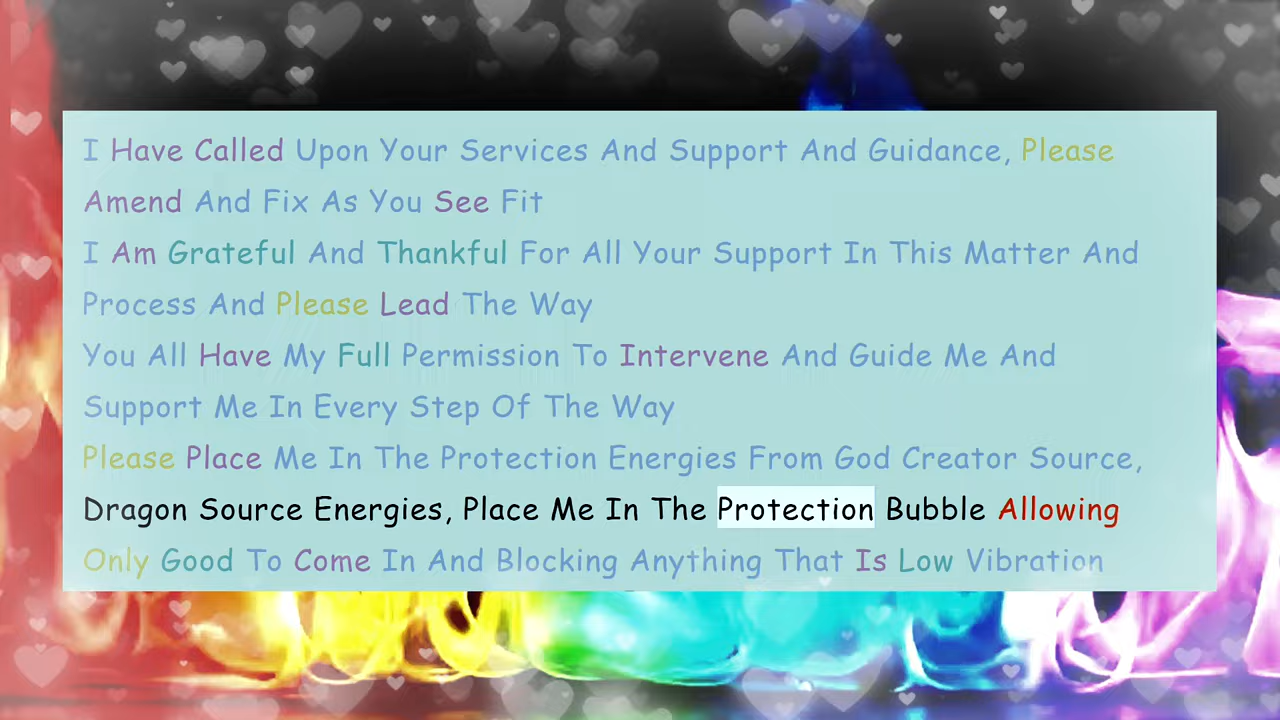 I Have Called Upon Your Services And Support And Guidance, Please
Amend And Fix As You See Fit
I Am Grateful And Thankful For All Your Support In This Matter And
Process And Please Lead The Way
You All Have My Full Permission To Intervene And Guide Me And
Support Me In Every Step Of The Way
Please Place Me In The Protection Energies From God Creator Source,
Dragon Source Energies, Place Me In The Protection Bubble Allowing
Only Good To Come In And Blocking Anything That Is Low Vibration